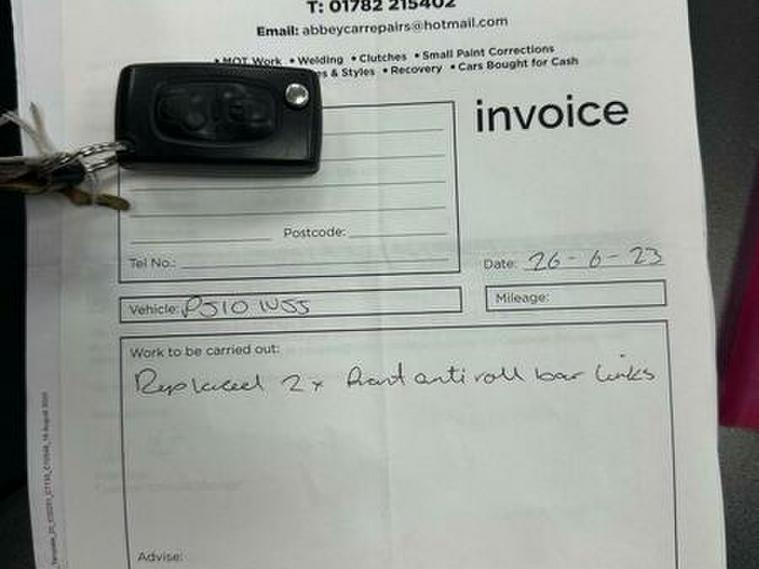 T: 01782 215402
Email: abbeycarrepairs@hotmail.com
• MOT Work • Welding • Clutches • Small Paint Corrections
& Styles • Recovery • Cars Bought for Cash
invoice
Postcode:
Tel No.:
Date: 26-6-23
Vehicle: PJ10 WSS
Mileage:
Work to be carried out:
Replaced 2x front anti roll bar links
Advise: